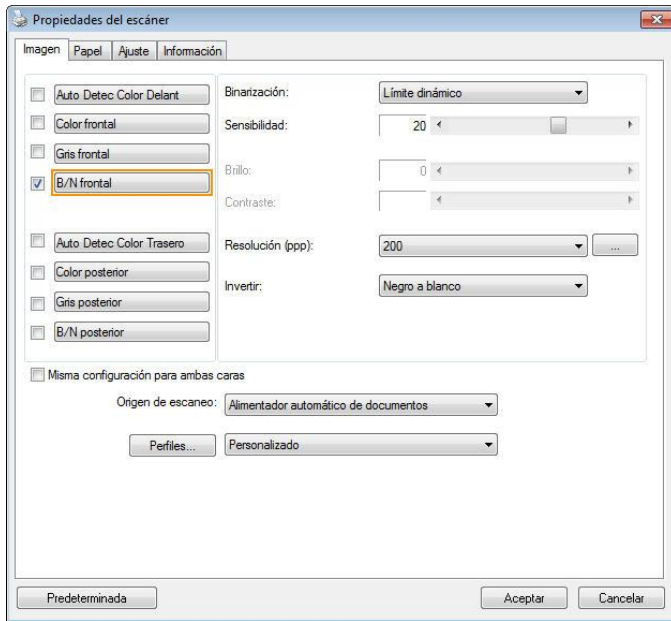 Propiedades del escáner
Imagen Papel Ajuste Información
Auto Detec Color Delant
Color frontal
Gris frontal
B/N frontal
Auto Detec Color Trasero
Color posterior
Gris posterior
B/N posterior
Binarización: Límite dinámico
Sensibilidad: 20
Brillo: 0
Contraste:
Resolución (ppp): 200 ...
Invertir: Negro a blanco
Misma configuración para ambas caras
Origen de escaneo: Alimentador automático de documentos
Perfiles... Personalizado
Predeterminada Aceptar Cancelar